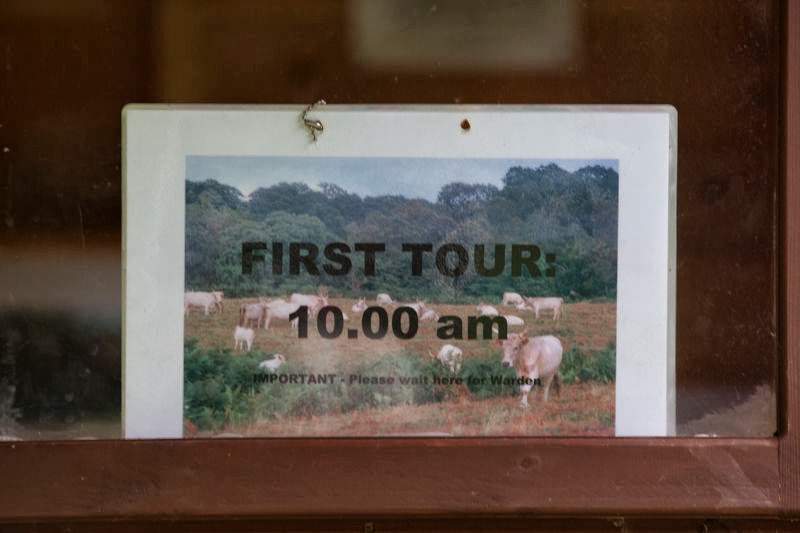 FIRST TOUR:
10.00 am
IMPORTANT - Please wait here for Warden